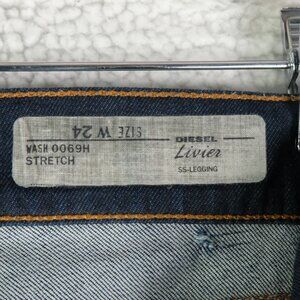 SIZE W 24
WASH 0069H
STRETCH
DIESEL
Livier
SS-LEGGING